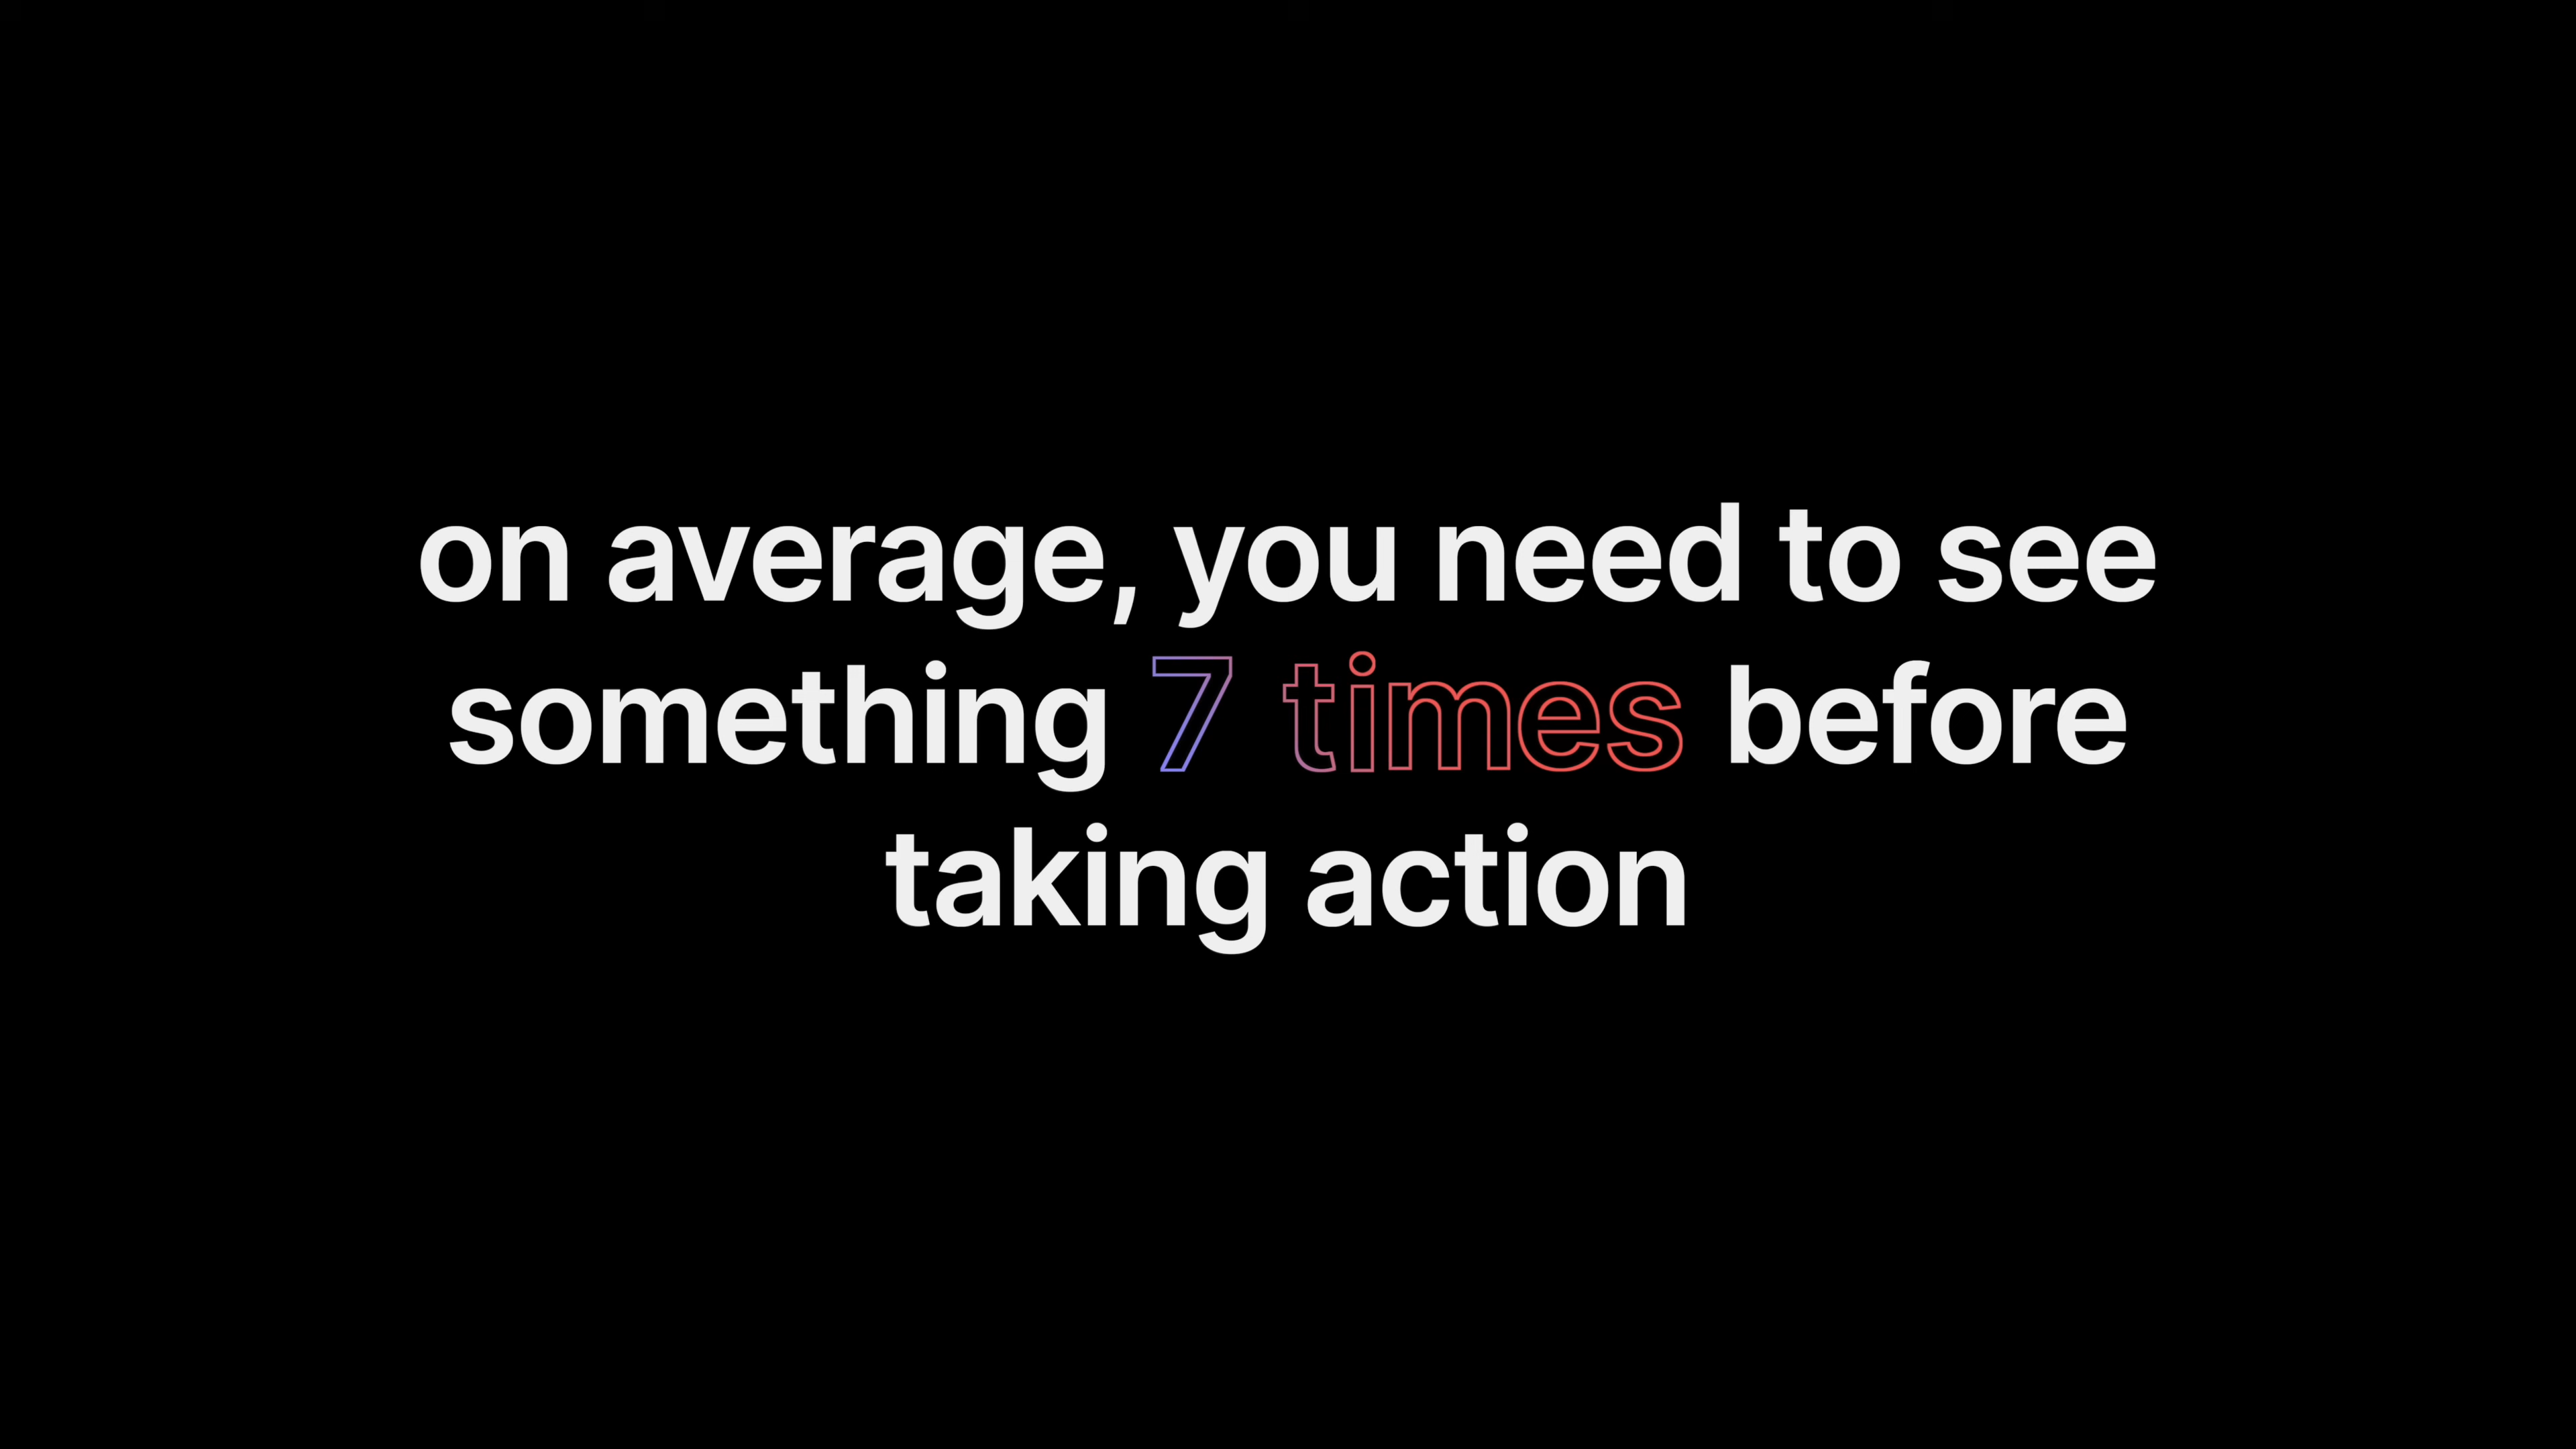 on average, you need to see
something 7 times before
taking action